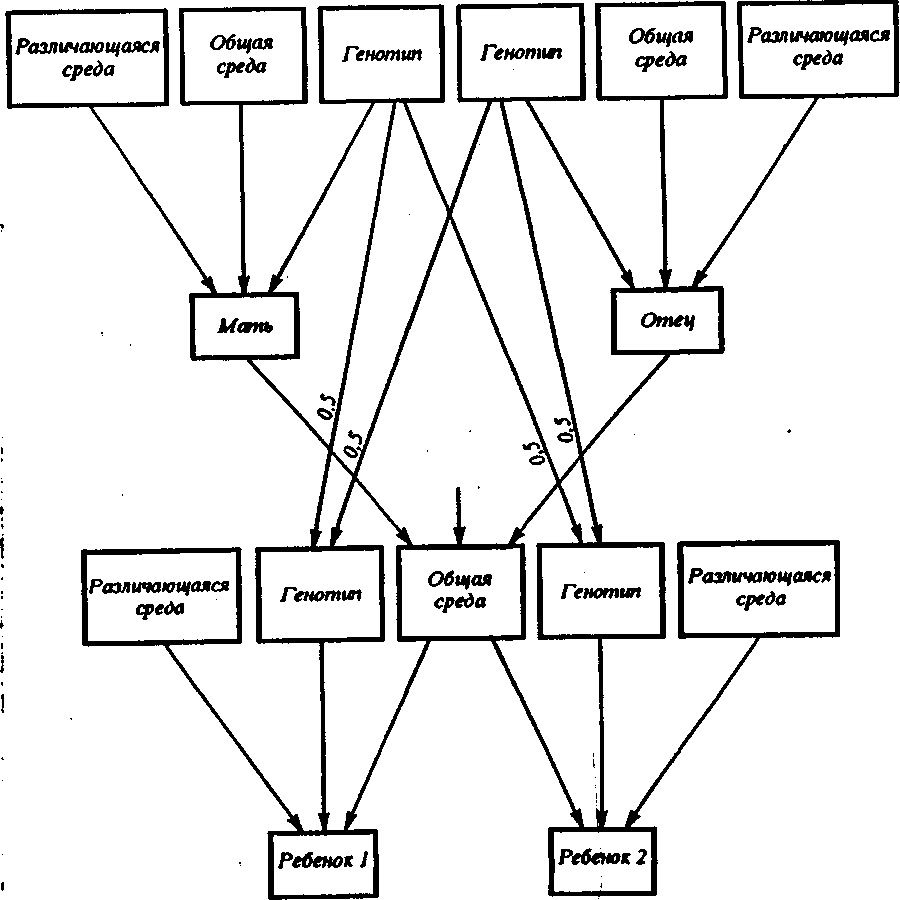 Различающаяся
среда
Общая
среда
Генотип
Генотип
Общая
среда
Различающаяся
среда
Мать
Отец
0,5
0,5
0,5
0,5
Различающаяся
среда
Генотип
Общая
среда
Генотип
Различающаяся
среда
Ребенок 1
Ребенок 2